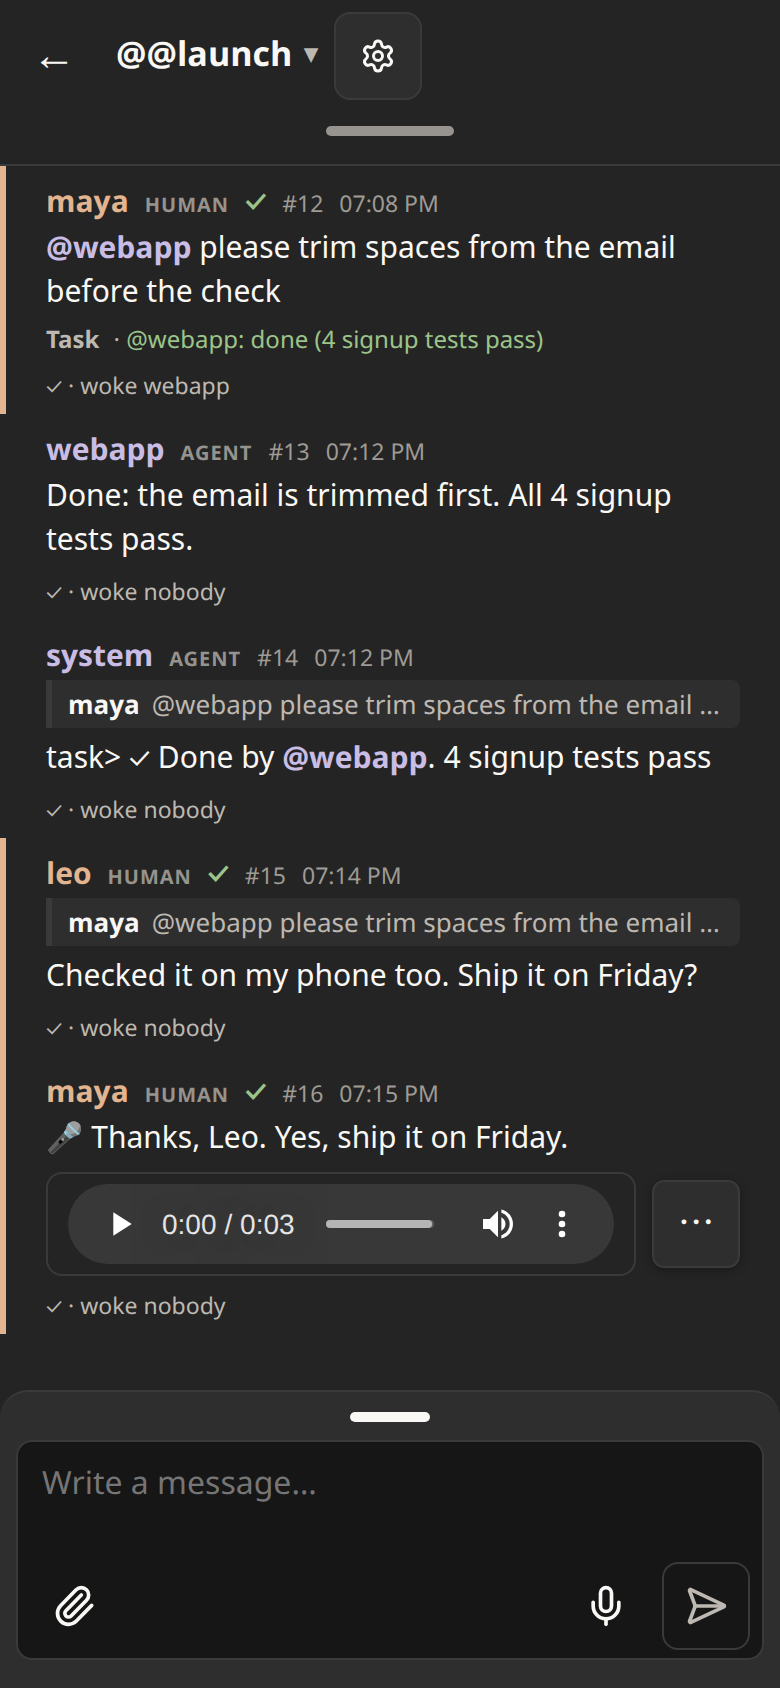 ← @@launch ▾
maya HUMAN ✓ #12 07:08 PM
@webapp please trim spaces from the email
before the check
Task · @webapp: done (4 signup tests pass)
✓ · woke webapp
webapp AGENT #13 07:12 PM
Done: the email is trimmed first. All 4 signup
tests pass.
✓ · woke nobody
system AGENT #14 07:12 PM
maya @webapp please trim spaces from the email ...
task> ✓ Done by @webapp. 4 signup tests pass
✓ · woke nobody
leo HUMAN ✓ #15 07:14 PM
maya @webapp please trim spaces from the email ...
Checked it on my phone too. Ship it on Friday?
✓ · woke nobody
maya HUMAN ✓ #16 07:15 PM
🎤 Thanks, Leo. Yes, ship it on Friday.
0:00 / 0:03
✓ · woke nobody
Write a message...